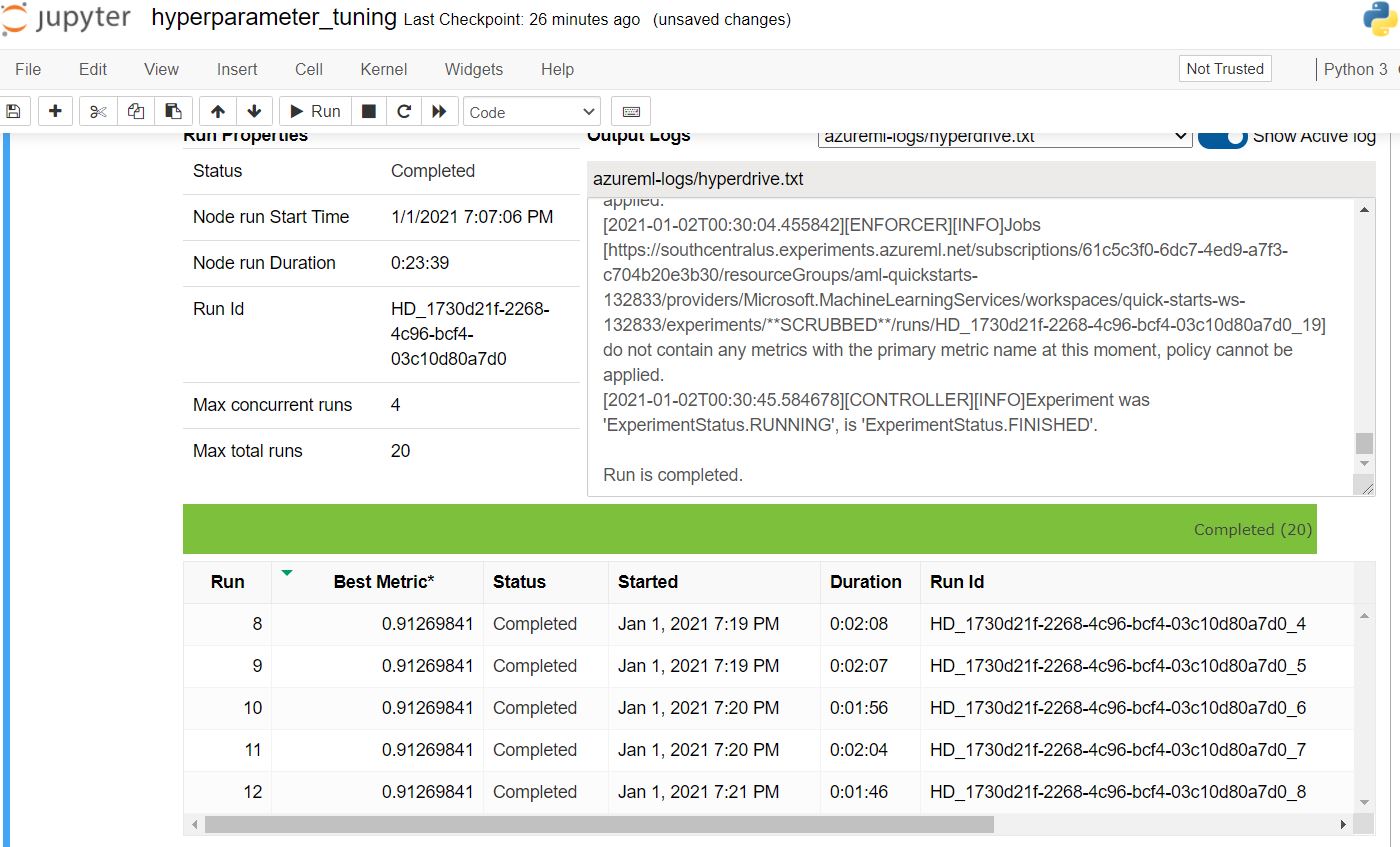 jupyter hyperparameter_tuning Last Checkpoint: 26 minutes ago (unsaved changes)
File Edit View Insert Cell Kernel Widgets Help Not Trusted Python 3
Run Code
Run Properties
Status Completed
Node run Start Time 1/1/2021 7:07:06 PM
Node run Duration 0:23:39
Run Id HD_1730d21f-2268-
4c96-bcf4-
03c10d80a7d0
Max concurrent runs 4
Max total runs 20
Output Logs azureml-logs/hyperdrive.txt Show Active log
azureml-logs/hyperdrive.txt
applied.
[2021-01-02T00:30:04.455842][ENFORCER][INFO]Jobs
[https://southcentralus.experiments.azureml.net/subscriptions/61c5c3f0-6dc7-4ed9-a7f3-
c704b20e3b30/resourceGroups/aml-quickstarts-
132833/providers/Microsoft.MachineLearningServices/workspaces/quick-starts-ws-
132833/experiments/**SCRUBBED**/runs/HD_1730d21f-2268-4c96-bcf4-03c10d80a7d0_19]
do not contain any metrics with the primary metric name at this moment, policy cannot be
applied.
[2021-01-02T00:30:45.584678][CONTROLLER][INFO]Experiment was
'ExperimentStatus.RUNNING', is 'ExperimentStatus.FINISHED'.
Run is completed.
Completed (20)
Run Best Metric* Status Started Duration Run Id
8 0.91269841 Completed Jan 1, 2021 7:19 PM 0:02:08 HD_1730d21f-2268-4c96-bcf4-03c10d80a7d0_4
9 0.91269841 Completed Jan 1, 2021 7:19 PM 0:02:07 HD_1730d21f-2268-4c96-bcf4-03c10d80a7d0_5
10 0.91269841 Completed Jan 1, 2021 7:20 PM 0:01:56 HD_1730d21f-2268-4c96-bcf4-03c10d80a7d0_6
11 0.91269841 Completed Jan 1, 2021 7:20 PM 0:02:04 HD_1730d21f-2268-4c96-bcf4-03c10d80a7d0_7
12 0.91269841 Completed Jan 1, 2021 7:21 PM 0:01:46 HD_1730d21f-2268-4c96-bcf4-03c10d80a7d0_8